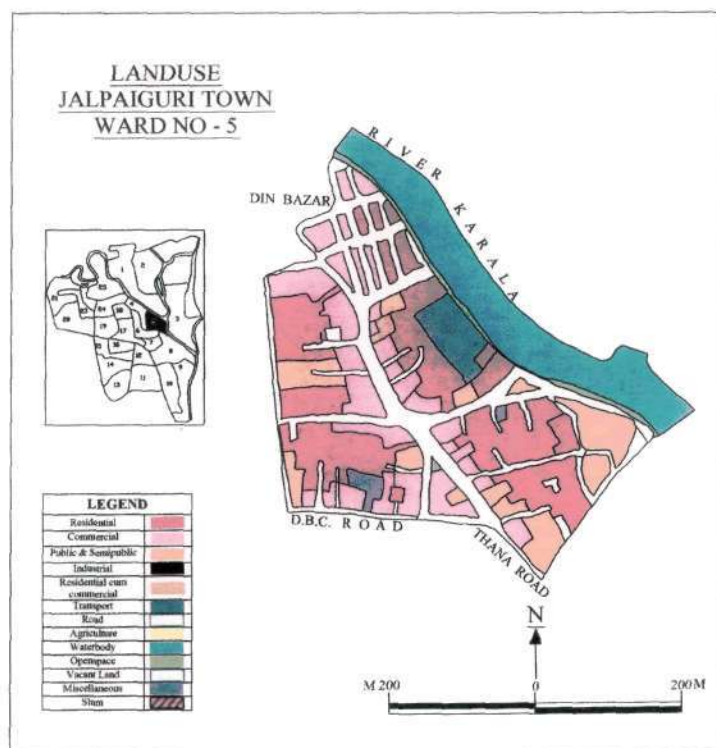 LANDUSE
JALPAIGURI TOWN
WARD NO - 5
RIVER KARALA
DIN BAZAR
D.B.C. ROAD
THANA ROAD
LEGEND
Residential
Commercial
Public & Semipublic
Industrial
Residential cum
commercial
Transport
Road
Agriculture
Waterbody
Openspace
Vacant Land
Miscellaneous
Slum
N
M 200
0
200 M